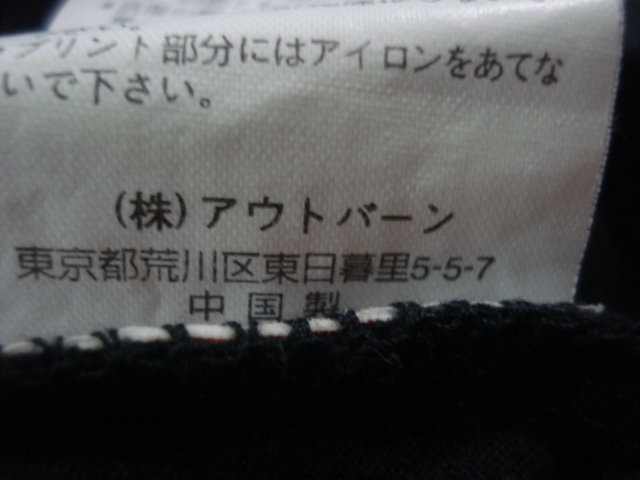 プリント部分にはアイロンをあてな
いで下さい。
(株)アウトバーン
東京都荒川区東日暮里5-5-7
中国製